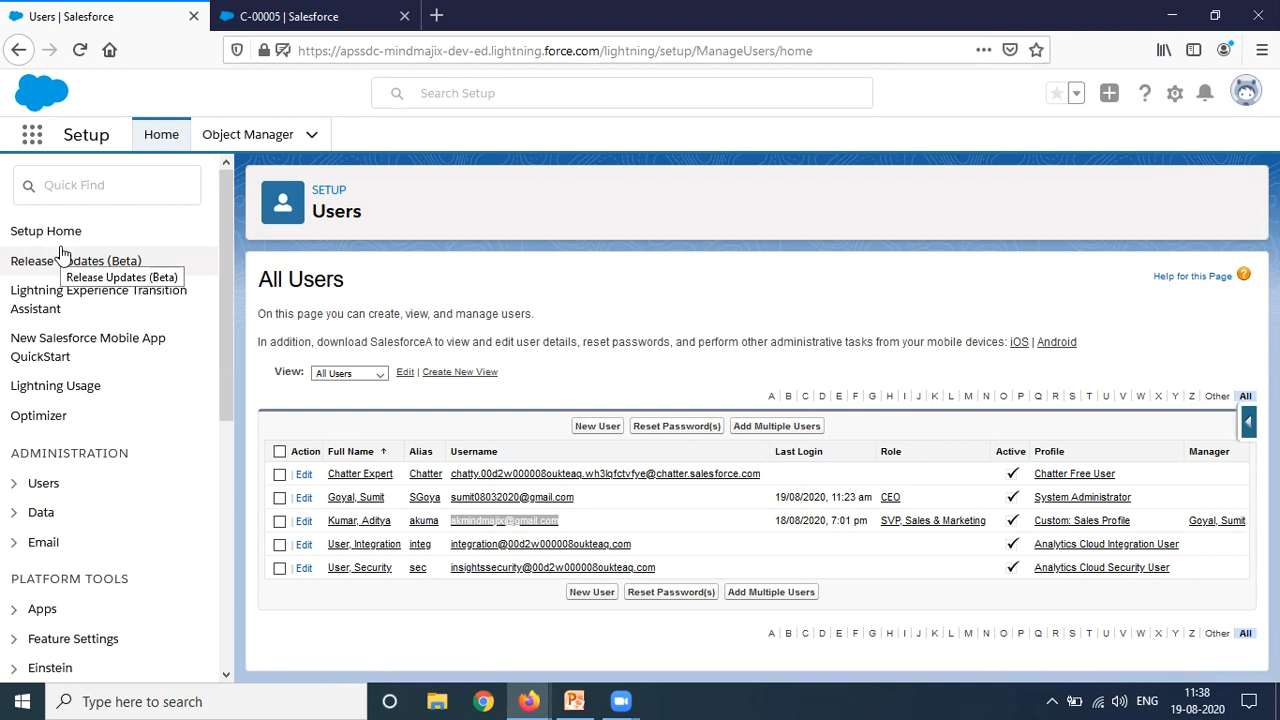 Users | Salesforce
C-00005 | Salesforce
https://apssdc-mindmajix-dev-ed.lightning.force.com/lightning/setup/ManageUsers/home
Search Setup
Setup
Home
Object Manager
Quick Find
Setup Home
Release Updates (Beta)
Release Updates (Beta)
Lightning Experience Transition
Assistant
New Salesforce Mobile App
QuickStart
Lightning Usage
Optimizer
ADMINISTRATION
Users
Data
Email
PLATFORM TOOLS
Apps
Feature Settings
Einstein
SETUP
Users
All Users
Help for this Page
On this page you can create, view, and manage users.
In addition, download SalesforceA to view and edit user details, reset passwords, and perform other administrative tasks from your mobile devices: iOS | Android
View: All Users Edit | Create New View
A B C D E F G H I J K L M N O P Q R S T U V W X Y Z Other All
New User Reset Password(s) Add Multiple Users
Action Full Name Alias Username Last Login Role Active Profile Manager
Edit Chatter Expert Chatter chatty.00d2w000008oukteaq.wh3lqfctvfye@chatter.salesforce.com Chatter Free User
Edit Goyal, Sumit SGoya sumit08032020@gmail.com 19/08/2020, 11:23 am CEO System Administrator
Edit Kumar, Aditya akuma akmindmajix@gmail.com 18/08/2020, 7:01 pm SVP, Sales & Marketing Custom: Sales Profile Goyal, Sumit
Edit User, Integration integ integration@00d2w000008oukteaq.com Analytics Cloud Integration User
Edit User, Security sec insightssecurity@00d2w000008oukteaq.com Analytics Cloud Security User
New User Reset Password(s) Add Multiple Users
A B C D E F G H I J K L M N O P Q R S T U V W X Y Z Other All
Type here to search
ENG
11:38
19-08-2020